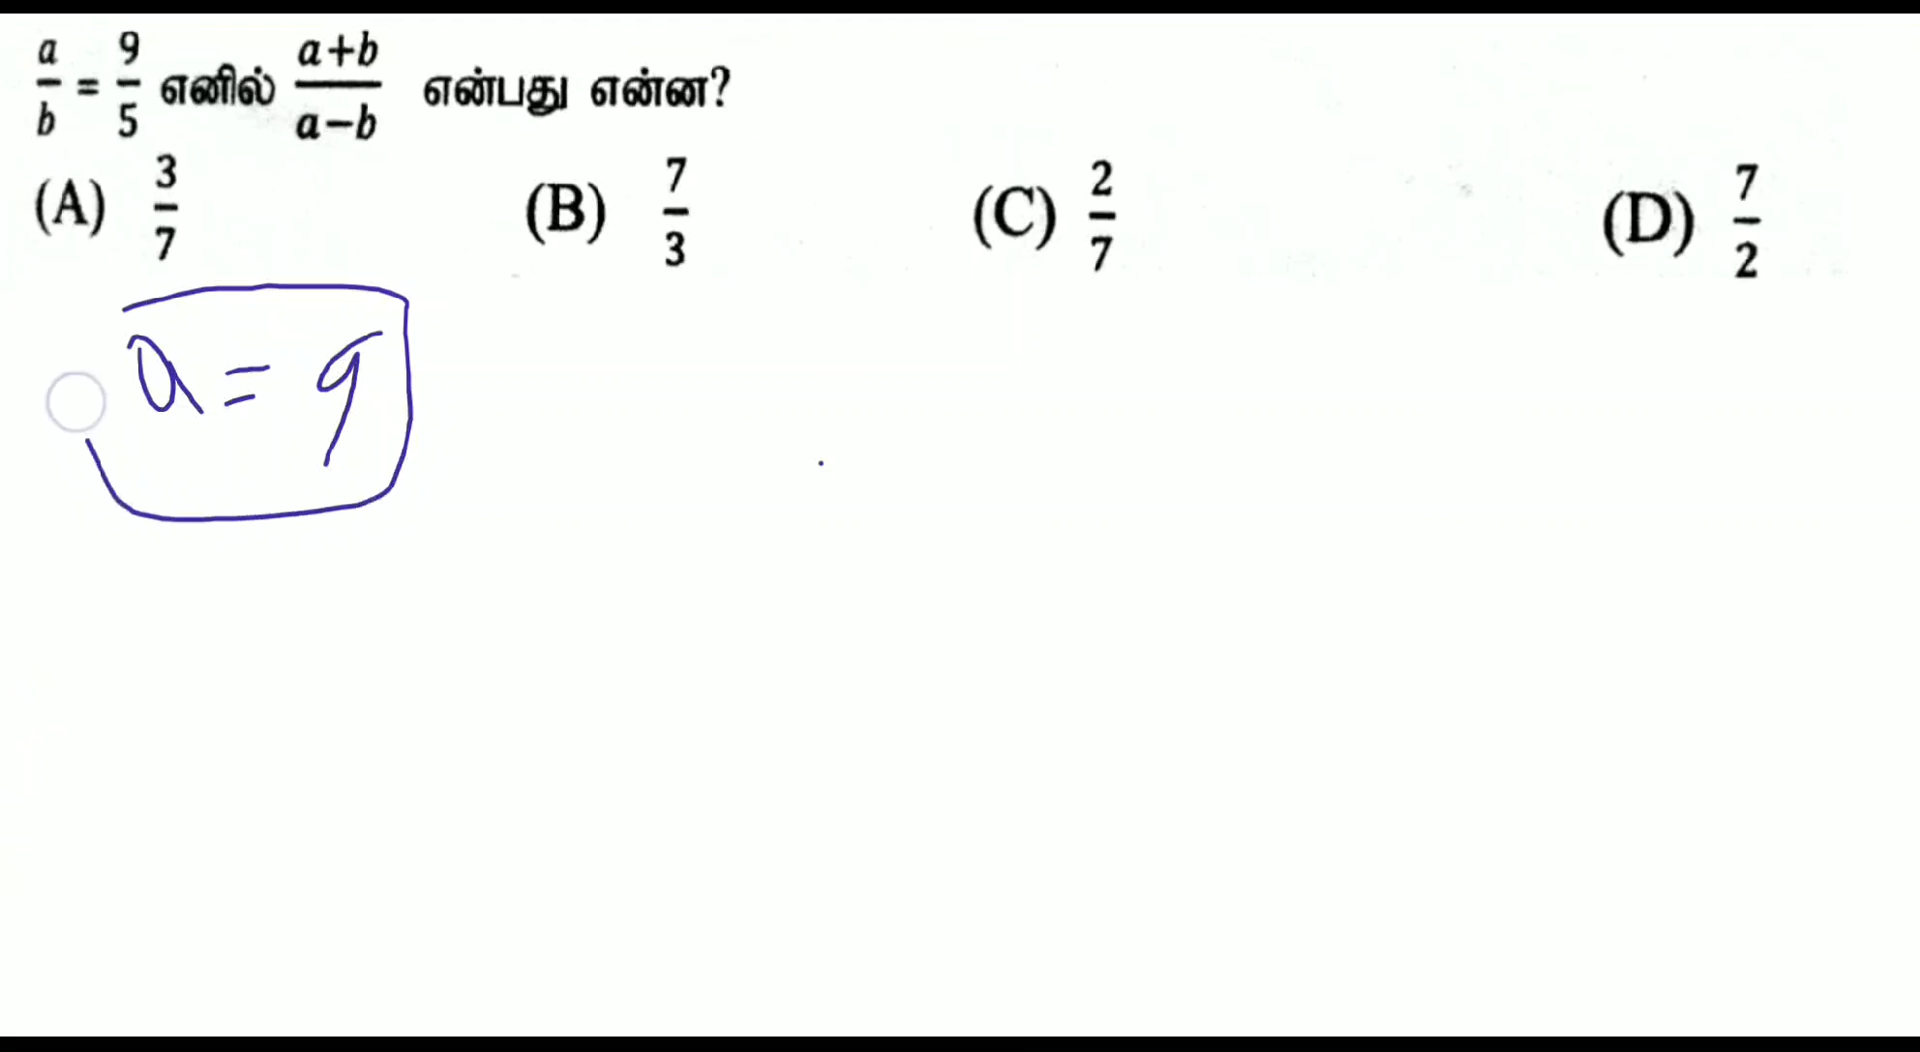 a/b = 9/5 எனில் a+b/a−b என்பது என்ன?
(A) 3/7 (B) 7/3 (C) 2/7 (D) 7/2
a = 9